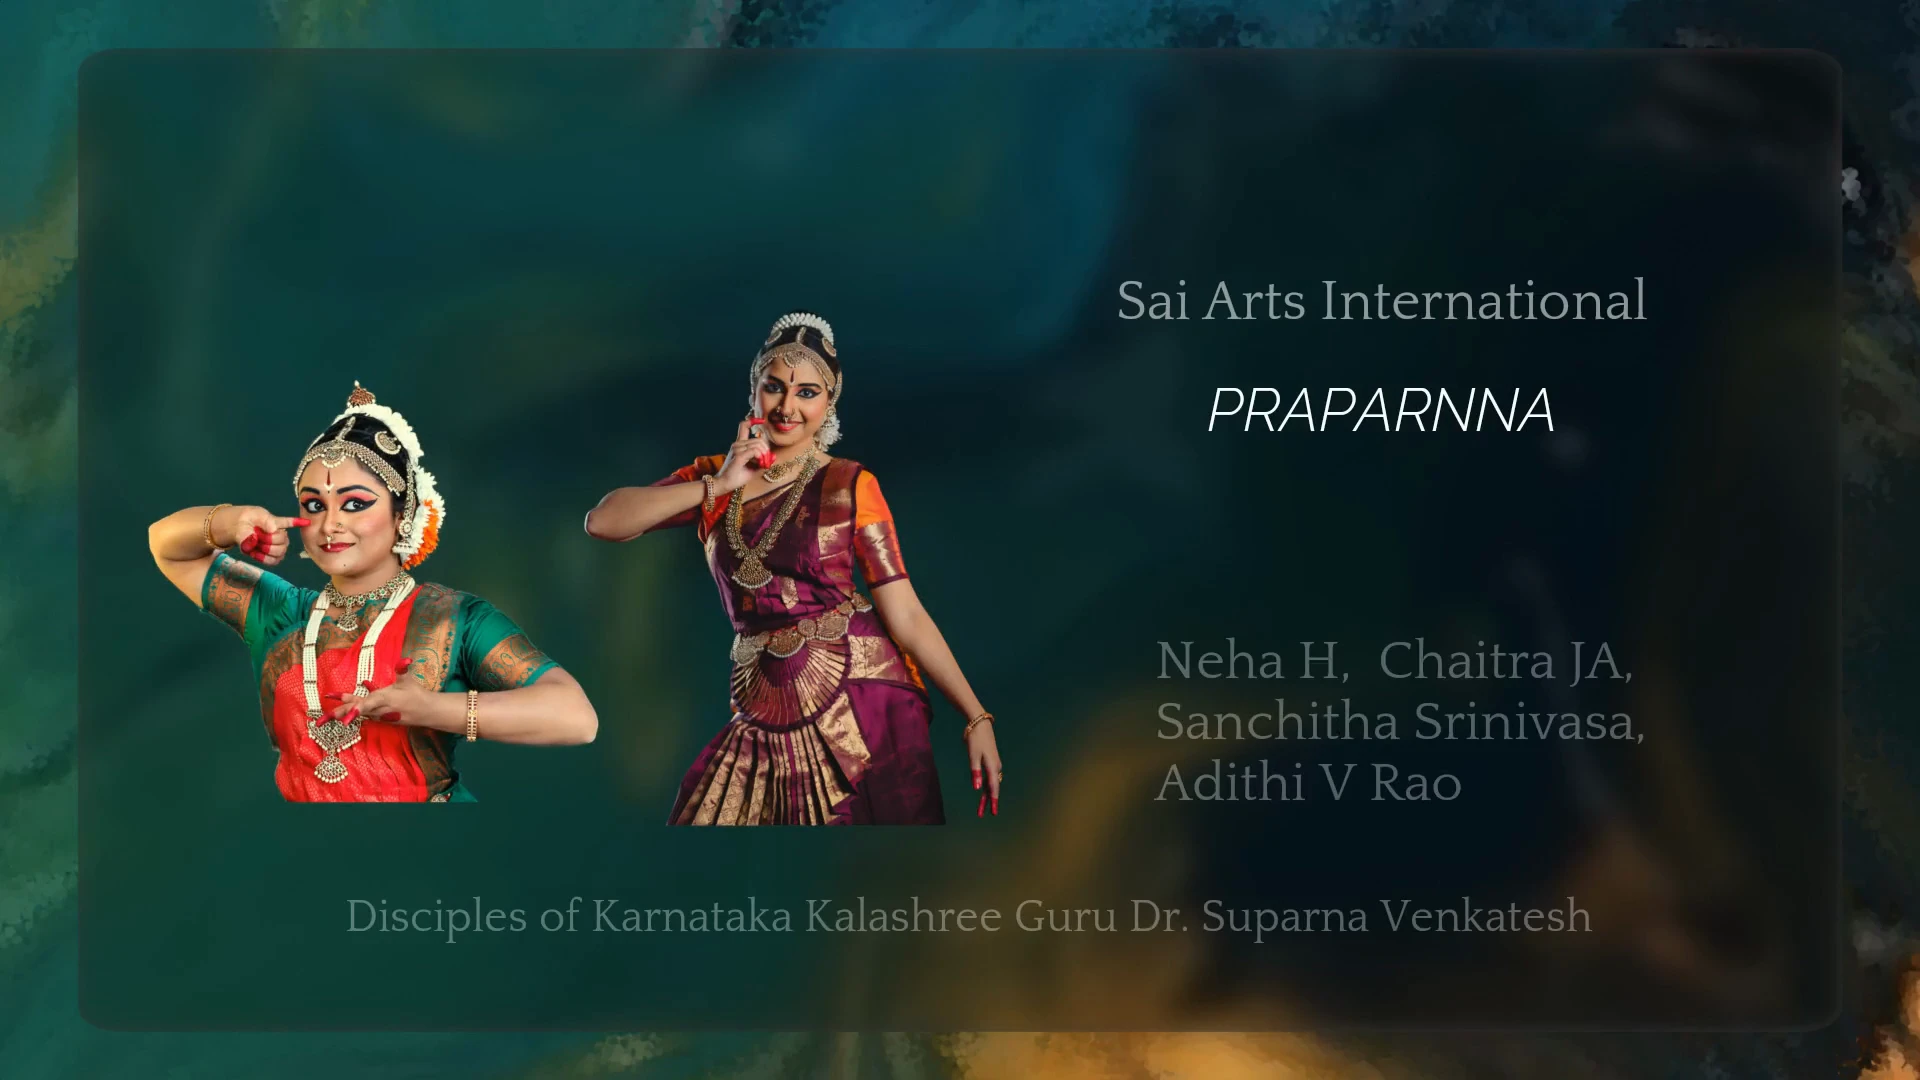 Sai Arts International
PRAPARNNA
Neha H, Chaitra JA,
Sanchitha Srinivasa,
Adithi V Rao
Disciples of Karnataka Kalashree Guru Dr. Suparna Venkatesh